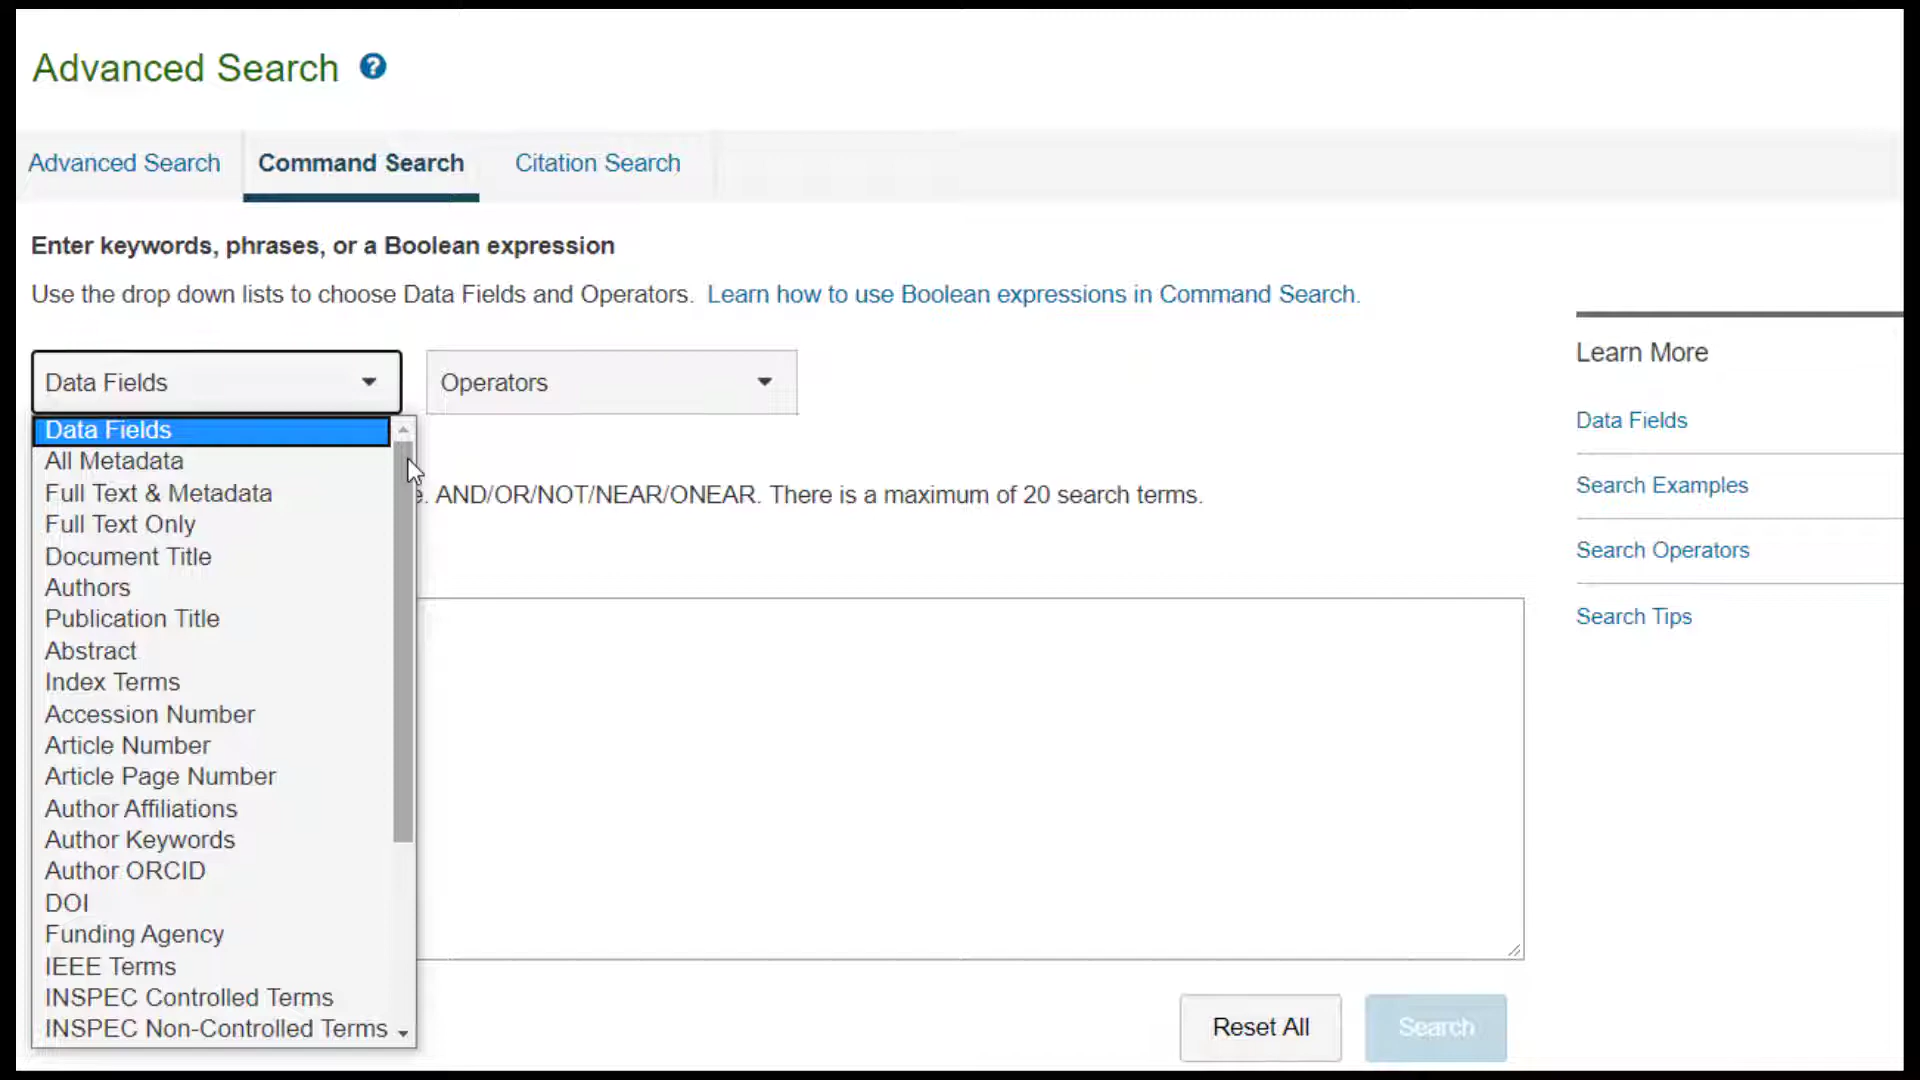 Advanced Search ?
Advanced Search Command Search Citation Search
Enter keywords, phrases, or a Boolean expression
Use the drop down lists to choose Data Fields and Operators. Learn how to use Boolean expressions in Command Search.
Data Fields Operators
Data Fields
All Metadata
Full Text & Metadata
Full Text Only
Document Title
Authors
Publication Title
Abstract
Index Terms
Accession Number
Article Number
Article Page Number
Author Affiliations
Author Keywords
Author ORCID
DOI
Funding Agency
IEEE Terms
INSPEC Controlled Terms
INSPEC Non-Controlled Terms
AND/OR/NOT/NEAR/ONEAR. There is a maximum of 20 search terms.
Reset All Search
Learn More
Data Fields
Search Examples
Search Operators
Search Tips